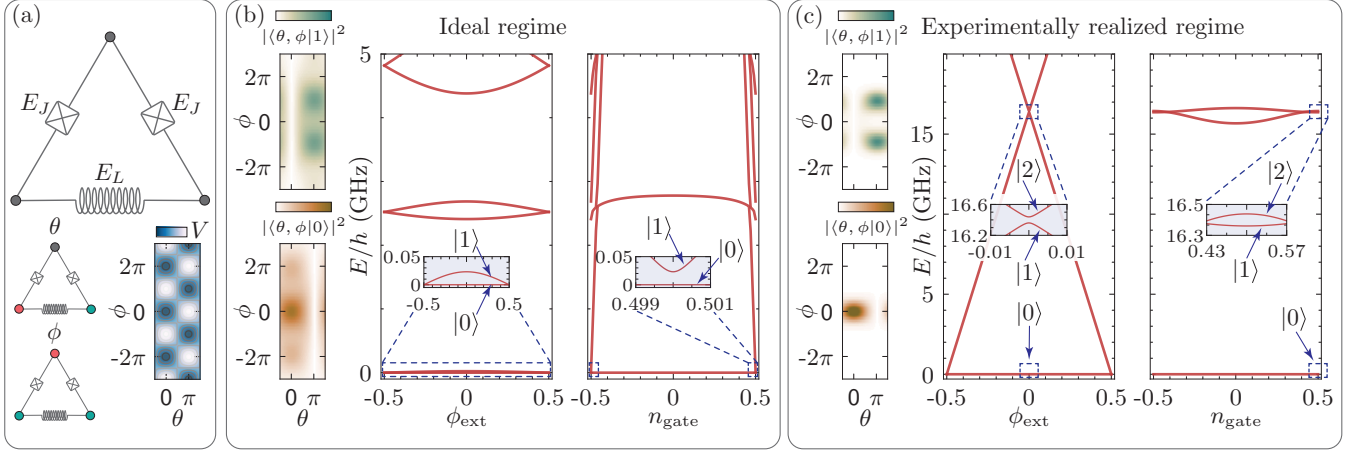 (a)
E_J
E_J
E_L
θ
V
ϕ
ϕ
2π
0
-2π
0 π
θ
(b)
Ideal regime
|⟨θ, ϕ|1⟩|²
ϕ
2π
0
-2π
|⟨θ, ϕ|0⟩|²
ϕ
2π
0
-2π
0 π
θ
E/h (GHz)
5
0
0.05
0
-0.5
0.5
|1⟩
|0⟩
-0.5
0
0.5
ϕ_ext
0.05
0
0.499
0.501
|1⟩
|0⟩
-0.5
0
0.5
n_gate
(c)
Experimentally realized regime
|⟨θ, ϕ|1⟩|²
ϕ
2π
0
-2π
|⟨θ, ϕ|0⟩|²
ϕ
2π
0
-2π
0 π
θ
E/h (GHz)
15
5
0
|2⟩
16.6
16.2
-0.01
0.01
|1⟩
|0⟩
-0.5
0
0.5
ϕ_ext
15
5
0
|2⟩
16.5
16.3
0.43
0.57
|1⟩
|0⟩
-0.5
0
0.5
n_gate